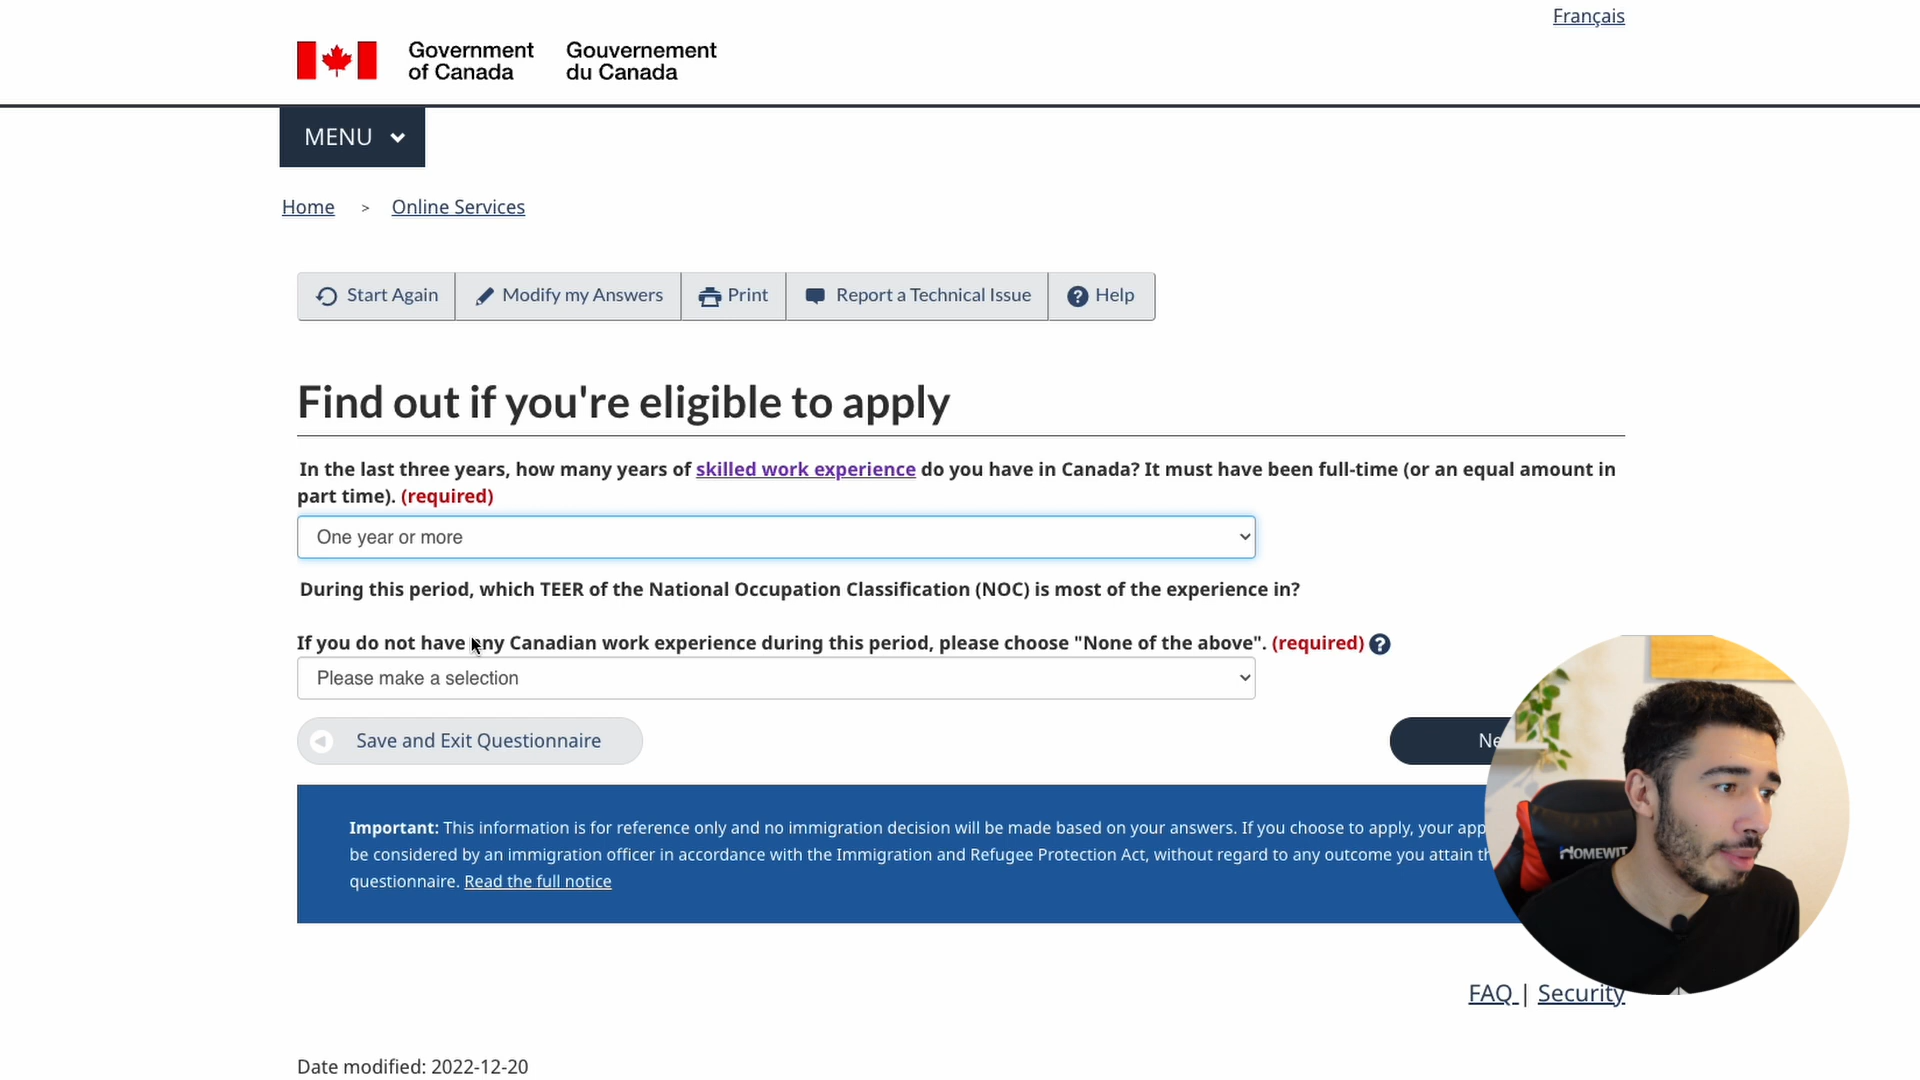 Français
Government of Canada
Gouvernement du Canada
MENU
Home > Online Services
Start Again
Modify my Answers
Print
Report a Technical Issue
Help
Find out if you're eligible to apply
In the last three years, how many years of skilled work experience do you have in Canada? It must have been full-time (or an equal amount in
part time). (required)
One year or more
During this period, which TEER of the National Occupation Classification (NOC) is most of the experience in?
If you do not have any Canadian work experience during this period, please choose "None of the above". (required)
Please make a selection
Save and Exit Questionnaire
Important: This information is for reference only and no immigration decision will be made based on your answers. If you choose to apply, your
be considered by an immigration officer in accordance with the Immigration and Refugee Protection Act, without regard to any outcome you attain
questionnaire. Read the full notice
HOMEWIT
FAQ | Security
Date modified: 2022-12-20